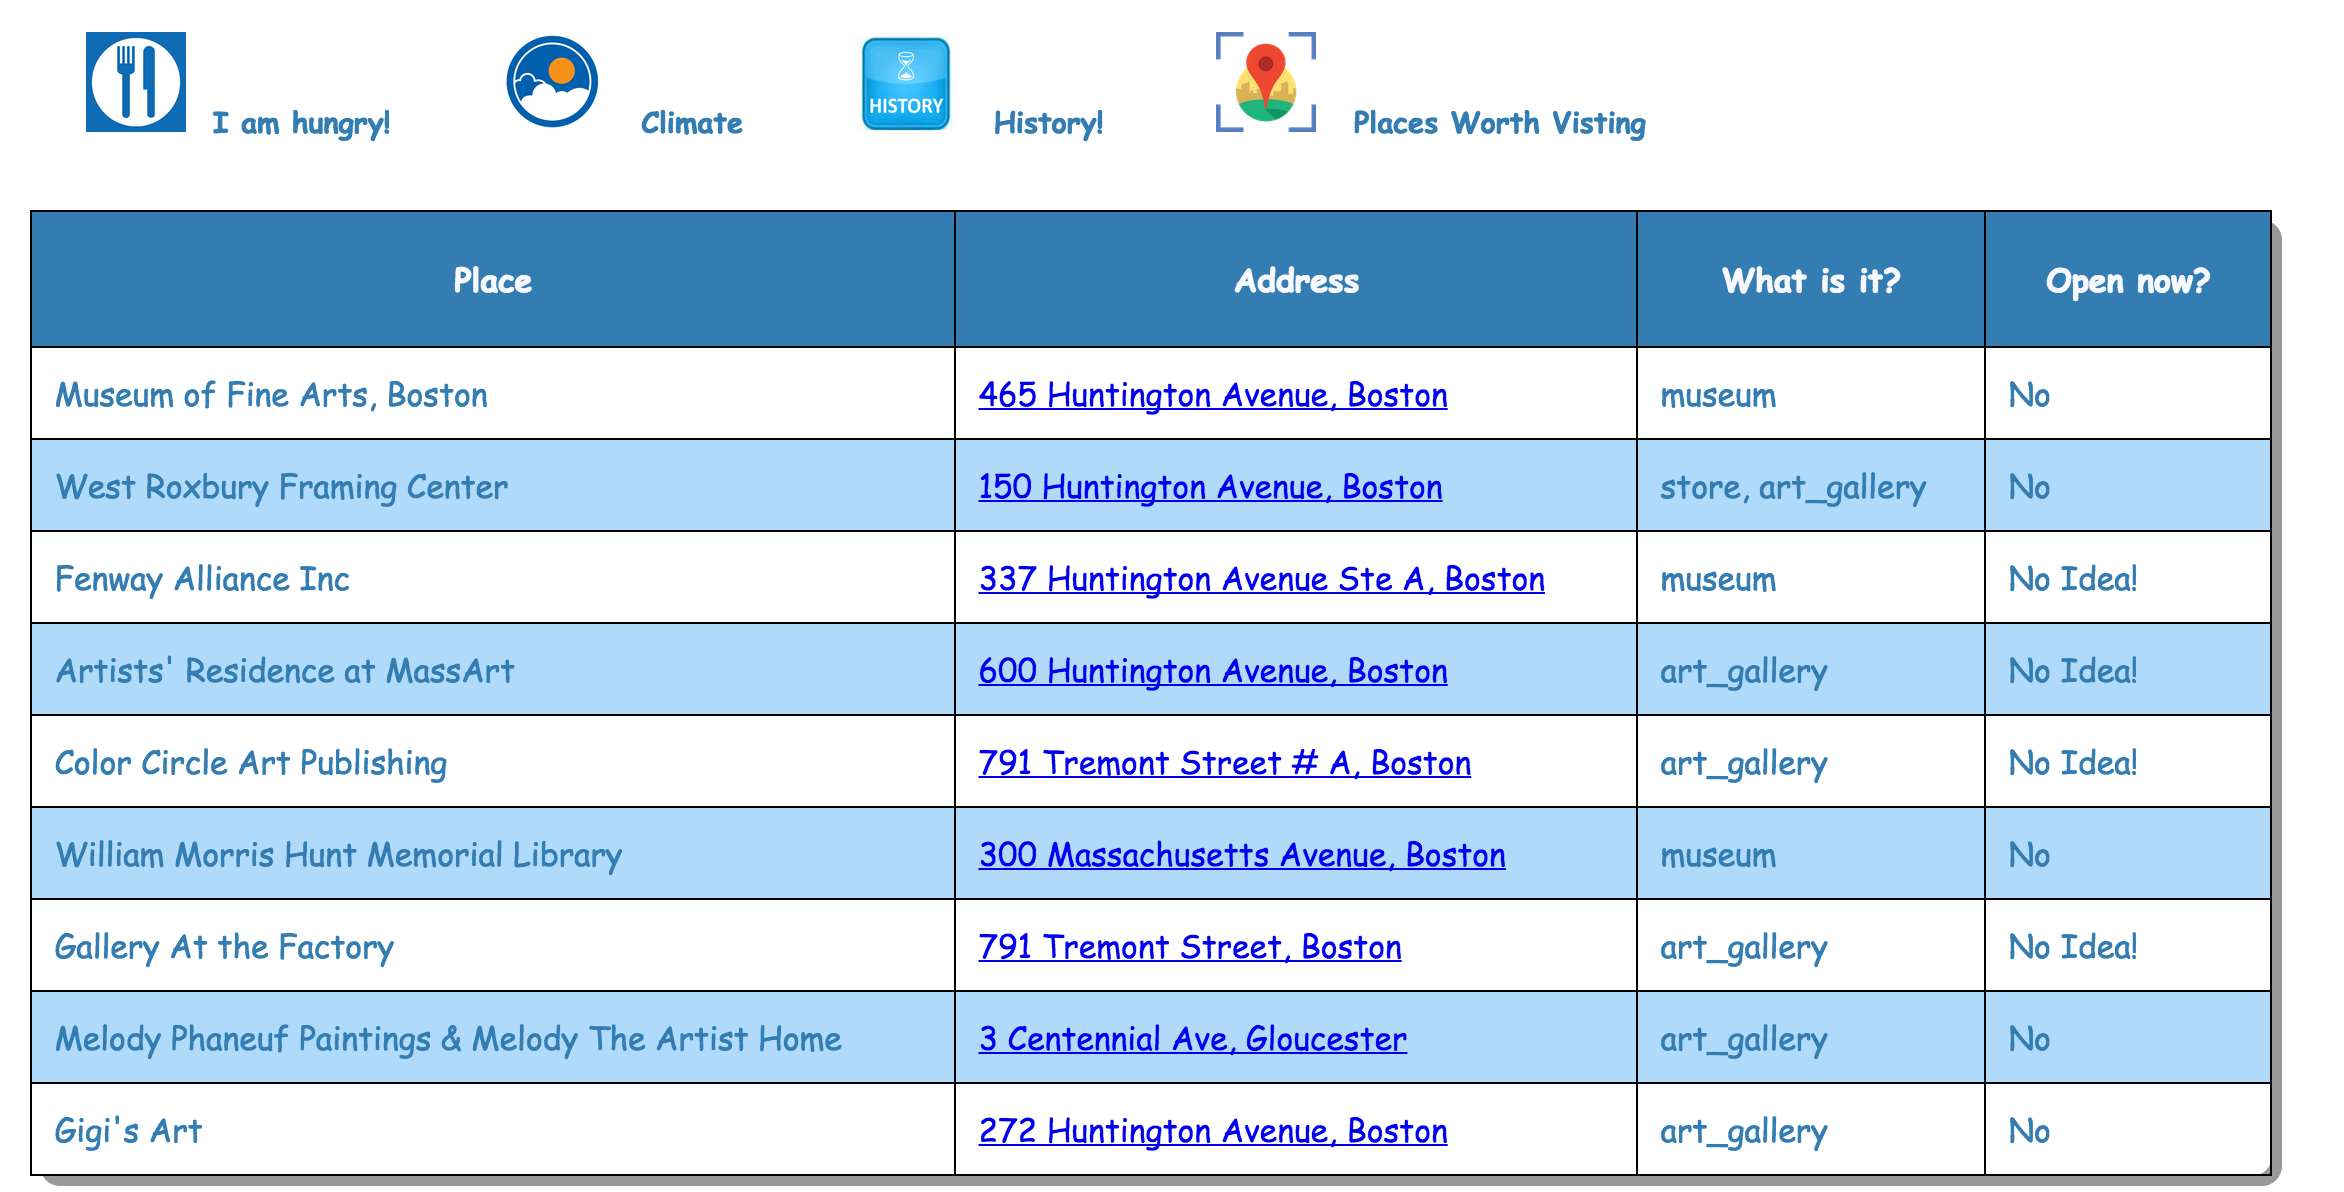 I am hungry!
Climate
HISTORY
History!
Places Worth Visting
Place Address What is it? Open now?
Museum of Fine Arts, Boston 465 Huntington Avenue, Boston museum No
West Roxbury Framing Center 150 Huntington Avenue, Boston store, art_gallery No
Fenway Alliance Inc 337 Huntington Avenue Ste A, Boston museum No Idea!
Artists' Residence at MassArt 600 Huntington Avenue, Boston art_gallery No Idea!
Color Circle Art Publishing 791 Tremont Street # A, Boston art_gallery No Idea!
William Morris Hunt Memorial Library 300 Massachusetts Avenue, Boston museum No
Gallery At the Factory 791 Tremont Street, Boston art_gallery No Idea!
Melody Phaneuf Paintings & Melody The Artist Home 3 Centennial Ave, Gloucester art_gallery No
Gigi's Art 272 Huntington Avenue, Boston art_gallery No